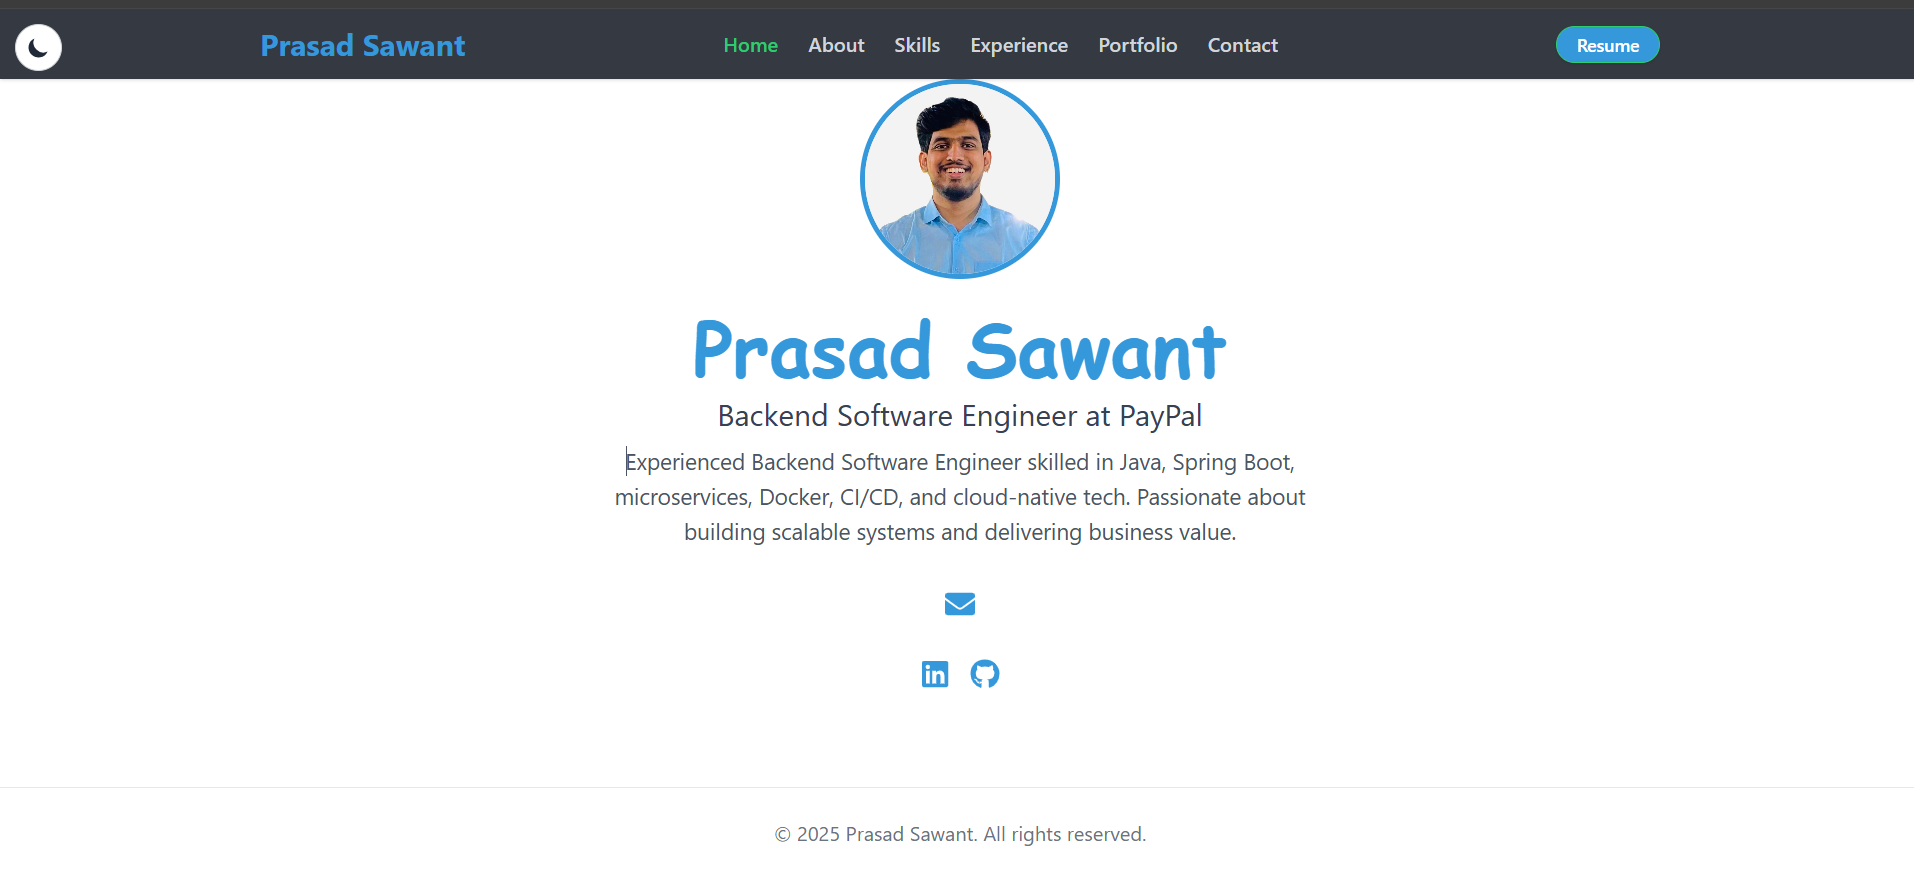 Prasad Sawant
Home About Skills Experience Portfolio Contact
Resume
Prasad Sawant
Backend Software Engineer at PayPal
Experienced Backend Software Engineer skilled in Java, Spring Boot,
microservices, Docker, CI/CD, and cloud-native tech. Passionate about
building scalable systems and delivering business value.
in
© 2025 Prasad Sawant. All rights reserved.